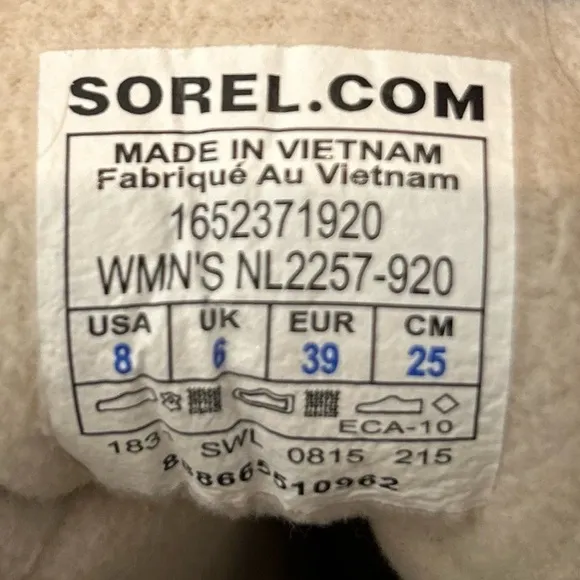 SOREL.COM
MADE IN VIETNAM
Fabriqué Au Vietnam
1652371920
WMN'S NL2257-920
USA UK EUR CM
8 6 39 25
ECA-10
SWL 0815 215